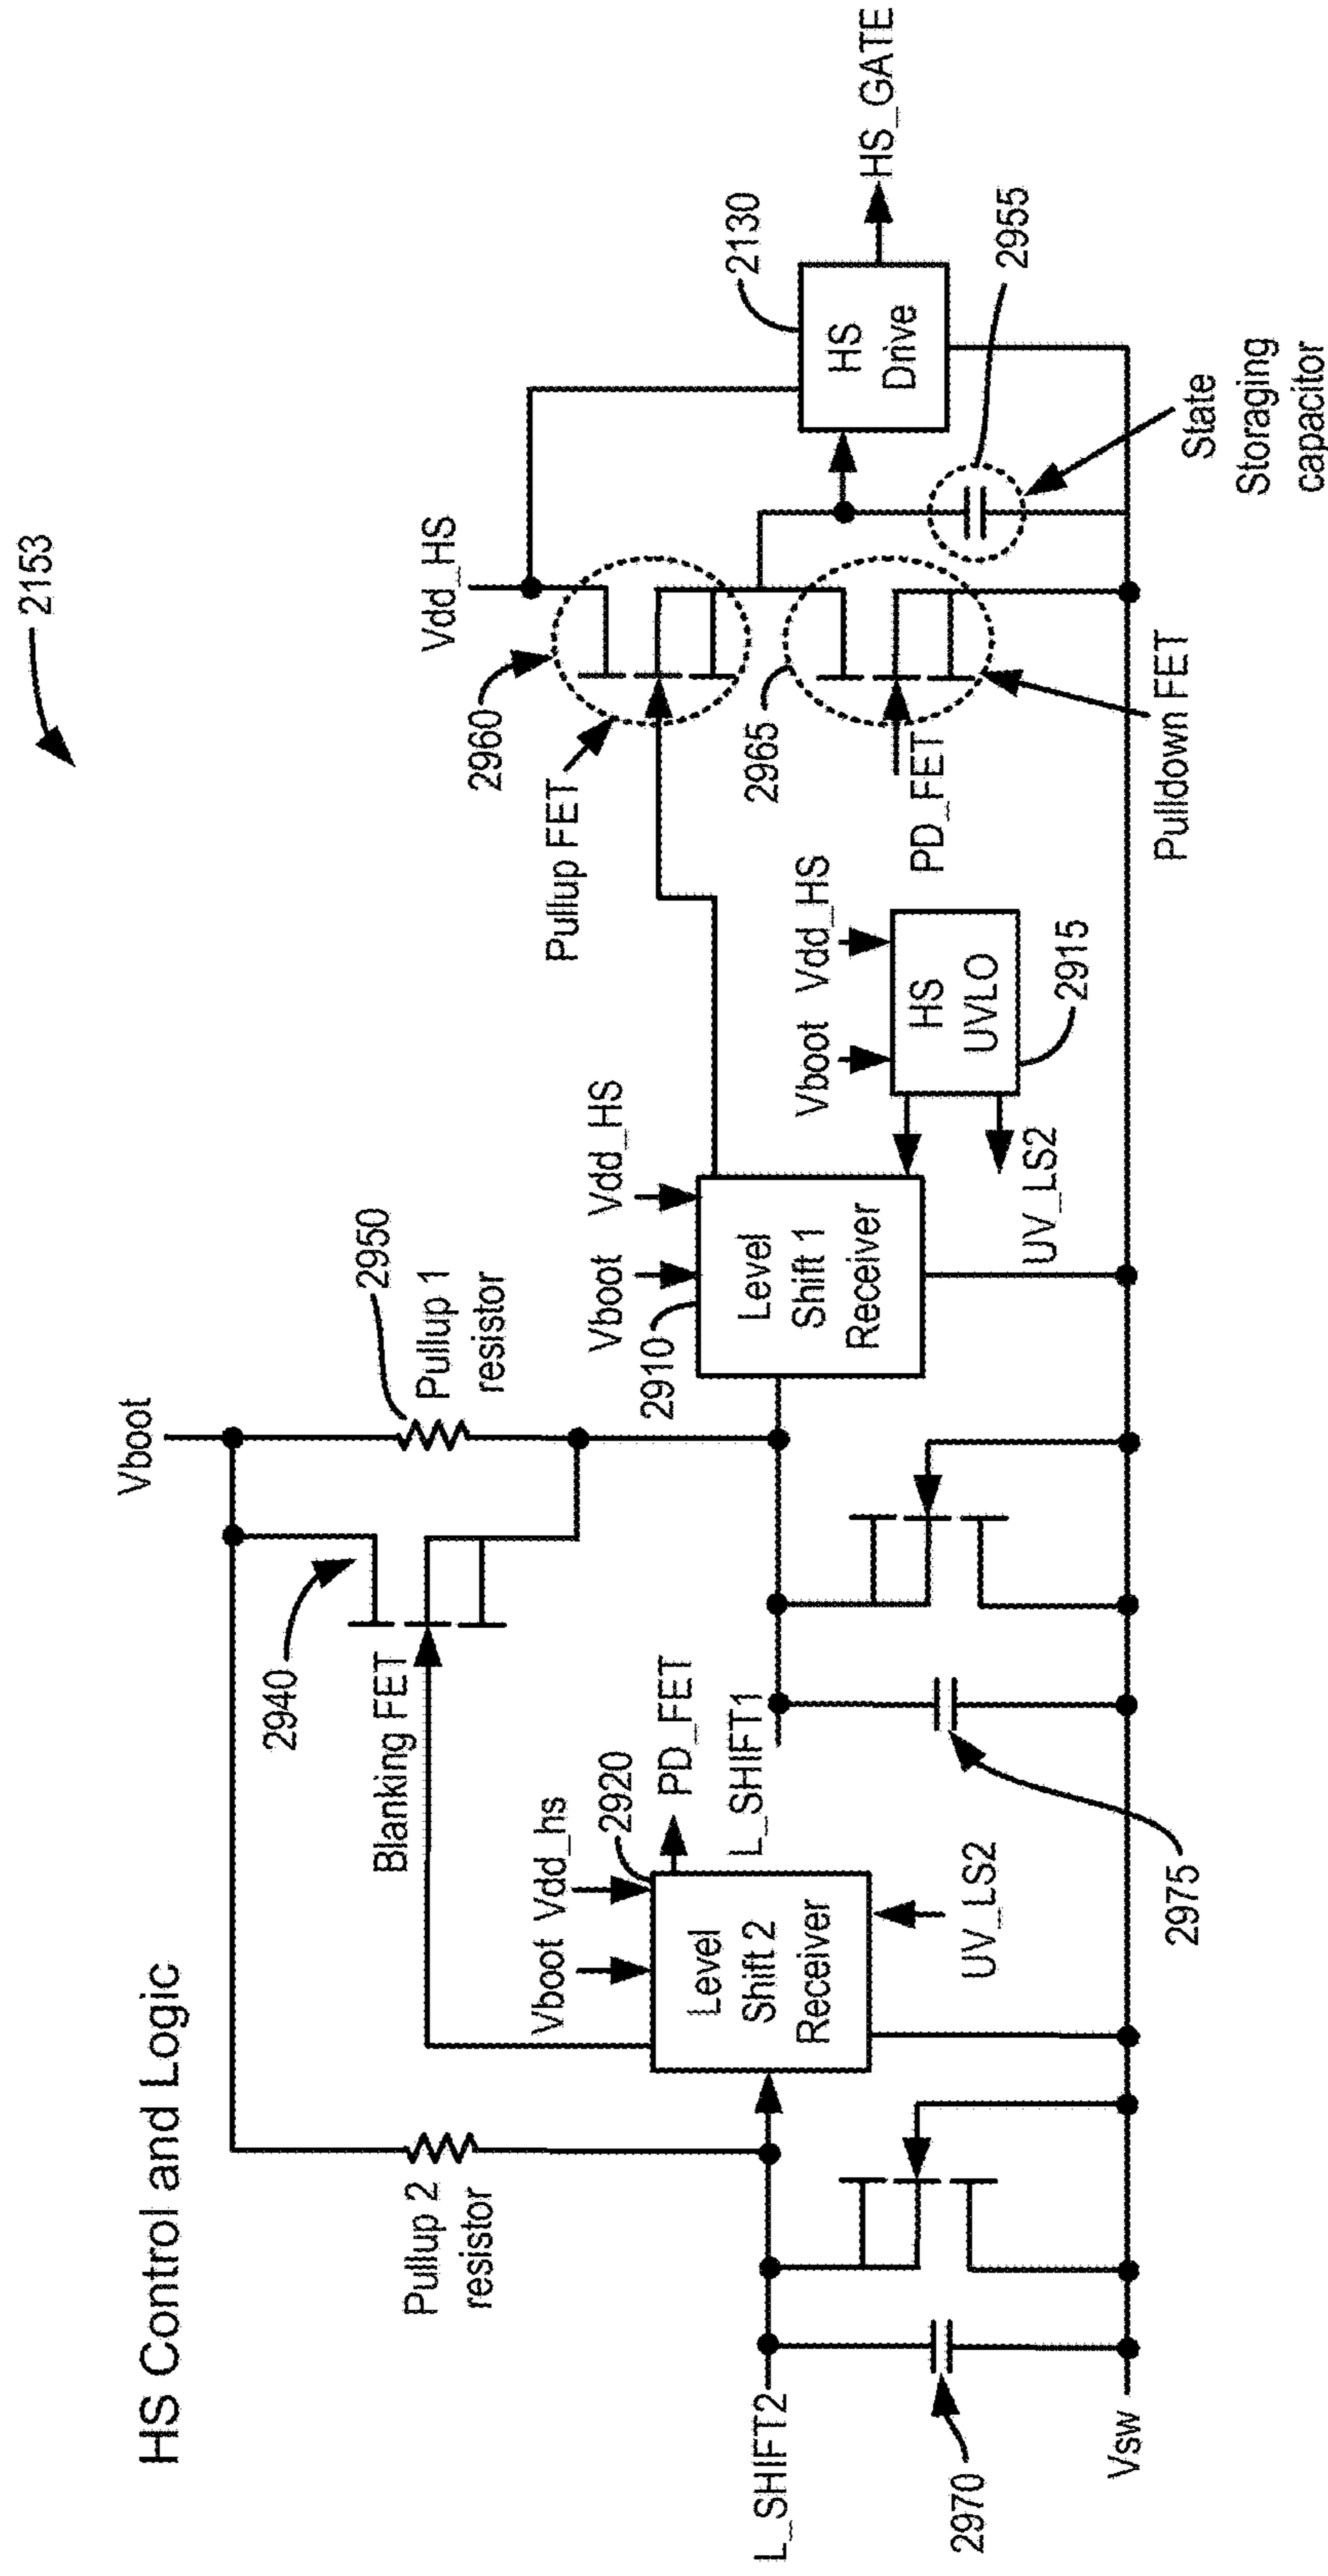 HS Control and Logic
2153
Vboot
Pullup 2
resistor
2940
Blanking FET
2950
Pullup 1
resistor
Vboot
Vdd_hs
2920
PD_FET
Level
Shift 2
Receiver
UV_LS2
L_SHIFT2
2970
Vsw
L_SHIFT1
2975
Vboot
Vdd_HS
2910
Level
Shift 1
Receiver
Vboot
Vdd_HS
HS
UVLO
2915
UV_LS2
Vdd_HS
2960
Pullup FET
2965
PD_FET
Pulldown FET
2130
HS
Drive
HS_GATE
2955
State
Storaging
capacitor